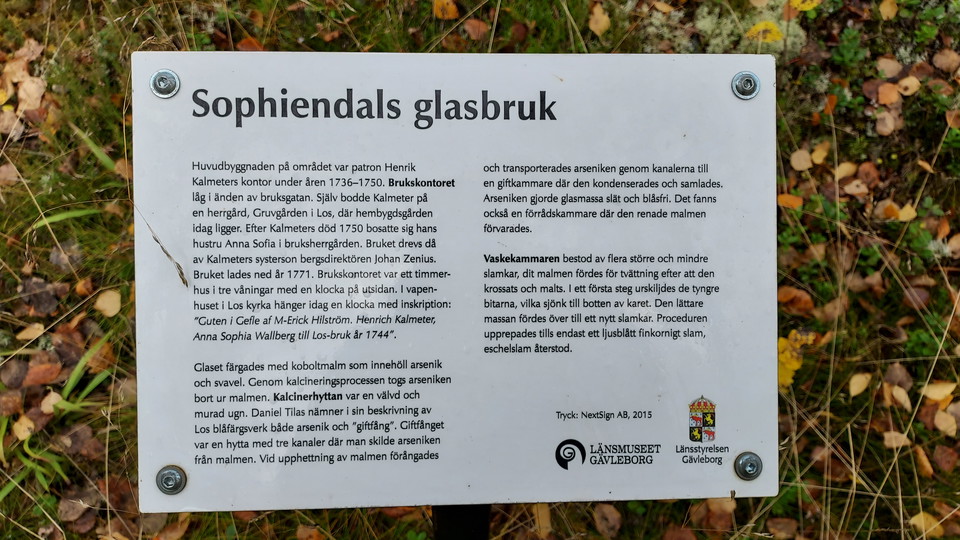 Sophiendals glasbruk
Huvudbyggnaden på området var patron Henrik
Kalmeters kontor under åren 1736–1750. Brukskontoret
låg i änden av bruksgatan. Själv bodde Kalmeter på
en herrgård, Gruvgården i Los, där hembygdsgården
idag ligger. Efter Kalmeters död 1750 bosatte sig hans
hustru Anna Sofia i bruksherrgården. Bruket drevs då
av Kalmeters systerson bergsdirektören Johan Zenius.
Bruket lades ned år 1771. Brukskontoret var ett timmer-
hus i tre våningar med en klocka på utsidan. I vapen-
huset i Los kyrka hänger idag en klocka med inskription:
"Guten i Gefle af M-Erick Hilström. Henrich Kalmeter,
Anna Sophia Wallberg till Los-bruk år 1744".
Glaset färgades med koboltmalm som innehöll arsenik
och svavel. Genom kalcineringsprocessen togs arseniken
bort ur malmen. Kalcinerhyttan var en välvd och
murad ugn. Daniel Tilas nämner i sin beskrivning av
Los blåfärgsverk både arsenik och "giftfång". Giftfånget
var en hytta med tre kanaler där man skilde arseniken
från malmen. Vid upphettning av malmen förångades
och transporterades arseniken genom kanalerna till
en giftkammare där den kondenserades och samlades.
Arseniken gjorde glasmassa slät och blåsfri. Det fanns
också en förrådskammare där den renade malmen
förvarades.
Vaskekammaren bestod av flera större och mindre
slamkar, dit malmen fördes för tvättning efter att den
krossats och malts. I ett första steg urskiljdes de tyngre
bitarna, vilka sjönk till botten av karet. Den lättare
massan fördes över till ett nytt slamkar. Proceduren
upprepades tills endast ett ljusblått finkornigt slam,
eschelslam återstod.
Tryck: NextSign AB, 2015
LÄNSMUSEET
GÄVLEBORG
Länsstyrelsen
Gävleborg